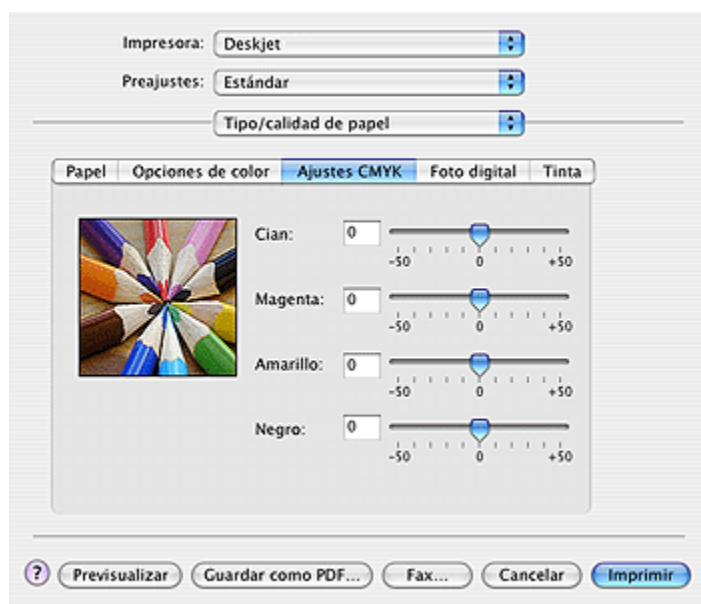 Impresora: Deskjet
Preajustes: Estándar
Tipo/calidad de papel
Papel Opciones de color Ajustes CMYK Foto digital Tinta
Cian: 0
-50 0 +50
Magenta: 0
-50 0 +50
Amarillo: 0
-50 0 +50
Negro: 0
-50 0 +50
? Previsualizar Guardar como PDF... Fax... Cancelar Imprimir